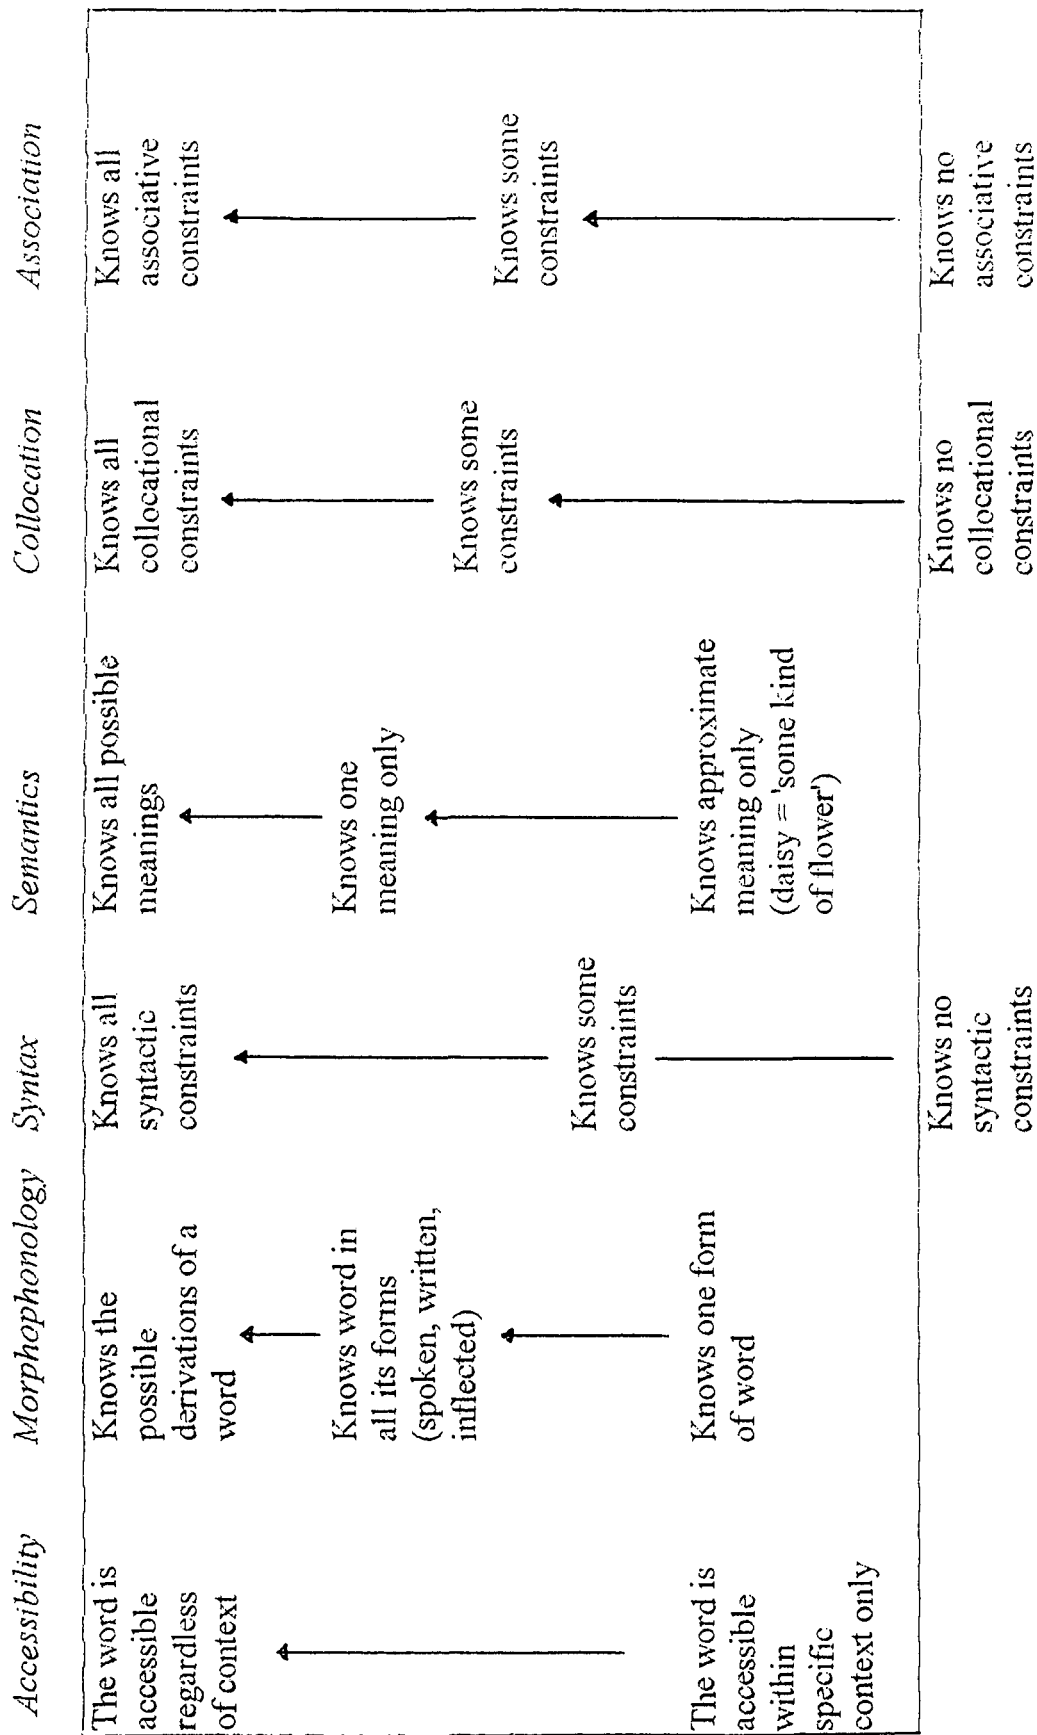 Accessibility
The word is
accessible
regardless
of context
The word is
accessible
within
specific
context only
Morphophonology
Knows the
possible
derivations of a
word
Knows word in
all its forms
(spoken, written,
inflected)
Knows one form
of word
Syntax
Knows all
syntactic
constraints
Knows some
constraints
Knows no
syntactic
constraints
Semantics
Knows all possible
meanings
Knows one
meaning only
Knows approximate
meaning only
(daisy = 'some kind
of flower')
Collocation
Knows all
collocational
constraints
Knows some
constraints
Knows no
collocational
constraints
Association
Knows all
associative
constraints
Knows some
constraints
Knows no
associative
constraints